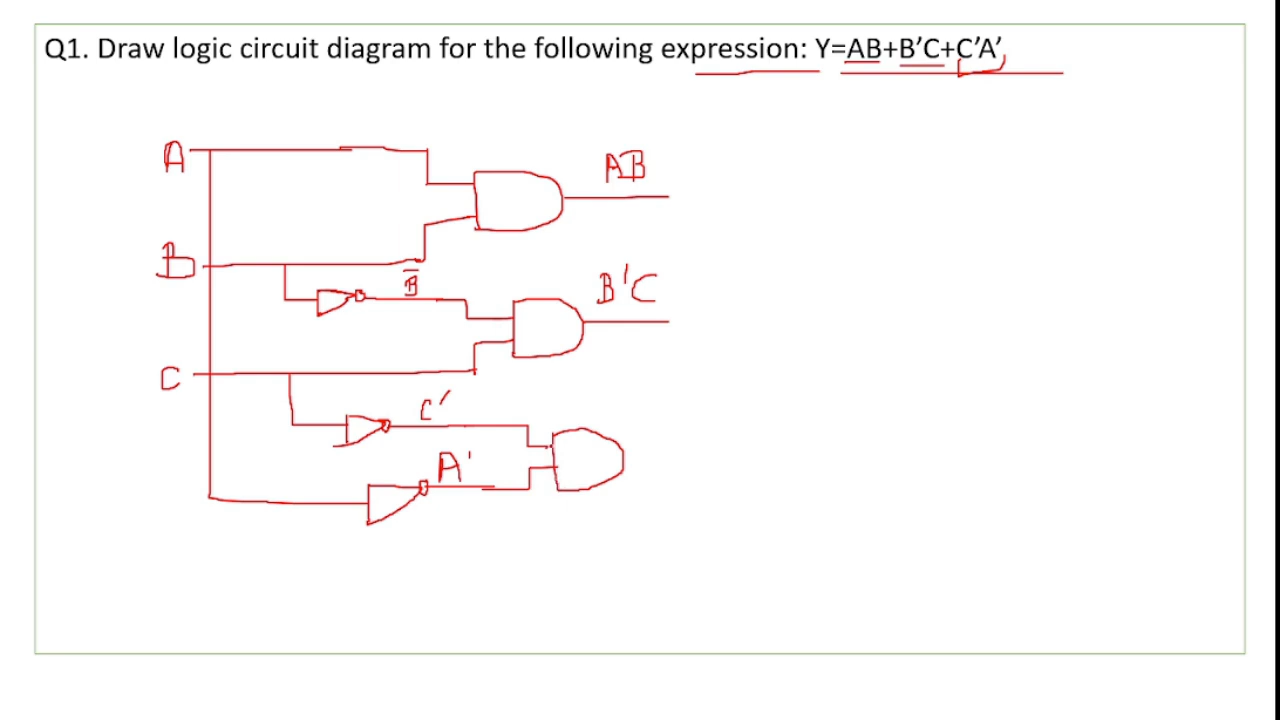 Q1. Draw logic circuit diagram for the following expression: Y=AB+B’C+C’A’
A
AB
B
B̅
B'C
C
C'
A'